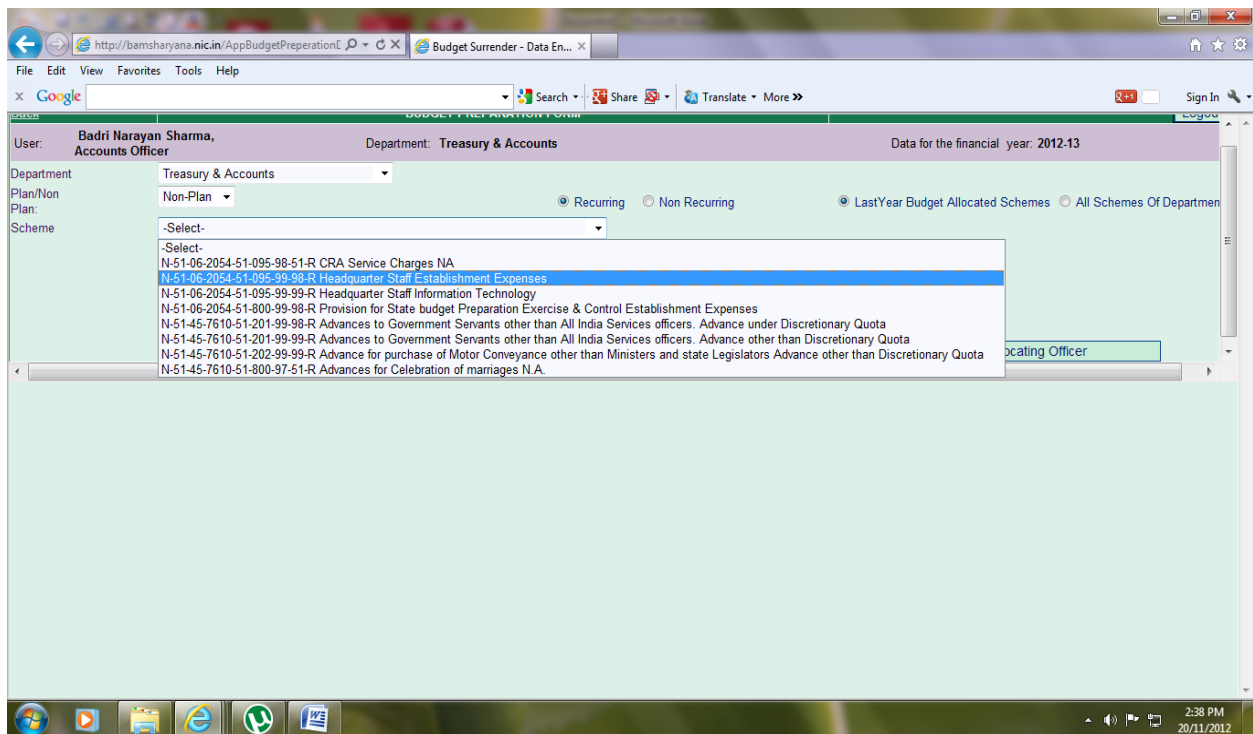 http://bamsharyana.nic.in/AppBudgetPreperationD
Budget Surrender - Data En...
File Edit View Favorites Tools Help
Google Search Share Translate More » Sign In
Back BUDGET PREPARATION FORM Logou
User: Badri Narayan Sharma, Accounts Officer Department: Treasury & Accounts Data for the financial year: 2012-13
Department Treasury & Accounts
Plan/Non Plan: Non-Plan Recurring Non Recurring LastYear Budget Allocated Schemes All Schemes Of Departmen
Scheme -Select-
-Select-
N-51-06-2054-51-095-98-51-R CRA Service Charges NA
N-51-06-2054-51-095-99-98-R Headquarter Staff Establishment Expenses
N-51-06-2054-51-095-99-99-R Headquarter Staff Information Technology
N-51-06-2054-51-800-99-98-R Provision for State budget Preparation Exercise & Control Establishment Expenses
N-51-45-7610-51-201-99-98-R Advances to Government Servants other than All India Services officers. Advance under Discretionary Quota
N-51-45-7610-51-201-99-99-R Advances to Government Servants other than All India Services officers. Advance other than Discretionary Quota
N-51-45-7610-51-202-99-99-R Advance for purchase of Motor Conveyance other than Ministers and state Legislators Advance other than Discretionary Quota
N-51-45-7610-51-800-97-51-R Advances for Celebration of marriages N.A.
ocating Officer
2:38 PM
20/11/2012